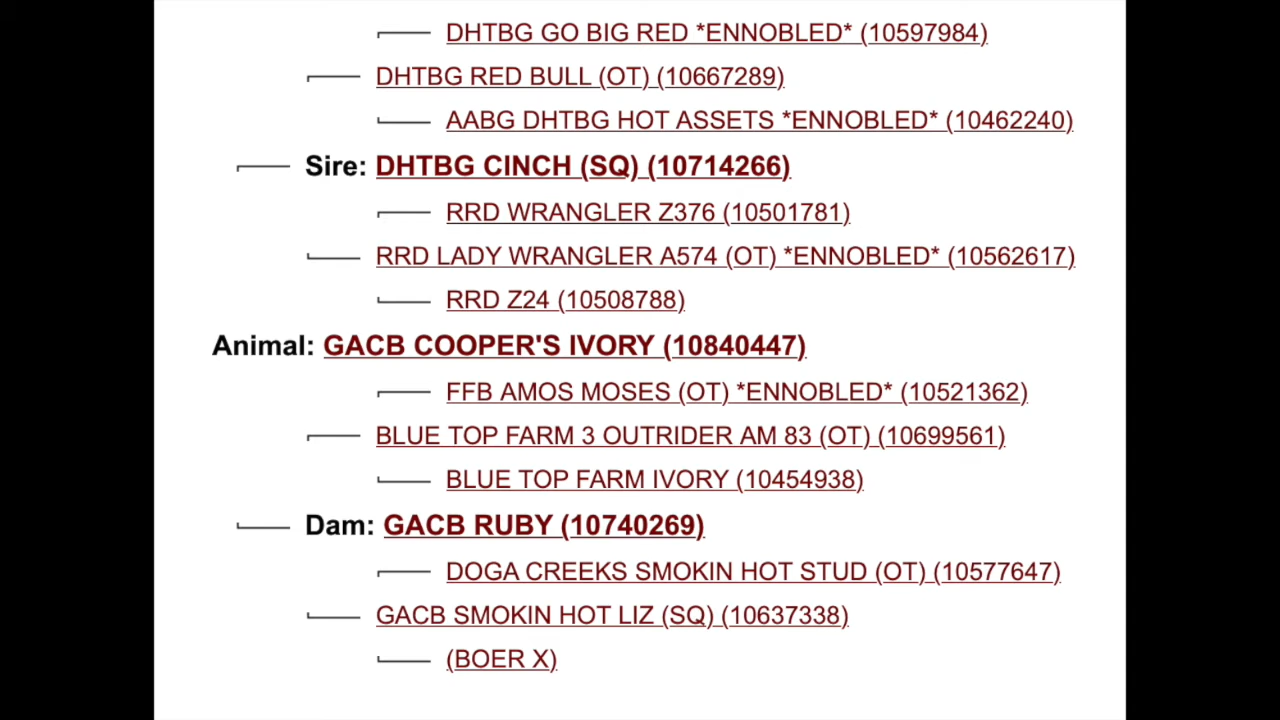 DHTBG GO BIG RED *ENNOBLED* (10597984)
DHTBG RED BULL (OT) (10667289)
AABG DHTBG HOT ASSETS *ENNOBLED* (10462240)
Sire: DHTBG CINCH (SQ) (10714266)
RRD WRANGLER Z376 (10501781)
RRD LADY WRANGLER A574 (OT) *ENNOBLED* (10562617)
RRD Z24 (10508788)
Animal: GACB COOPER'S IVORY (10840447)
FFB AMOS MOSES (OT) *ENNOBLED* (10521362)
BLUE TOP FARM 3 OUTRIDER AM 83 (OT) (10699561)
BLUE TOP FARM IVORY (10454938)
Dam: GACB RUBY (10740269)
DOGA CREEKS SMOKIN HOT STUD (OT) (10577647)
GACB SMOKIN HOT LIZ (SQ) (10637338)
(BOER X)